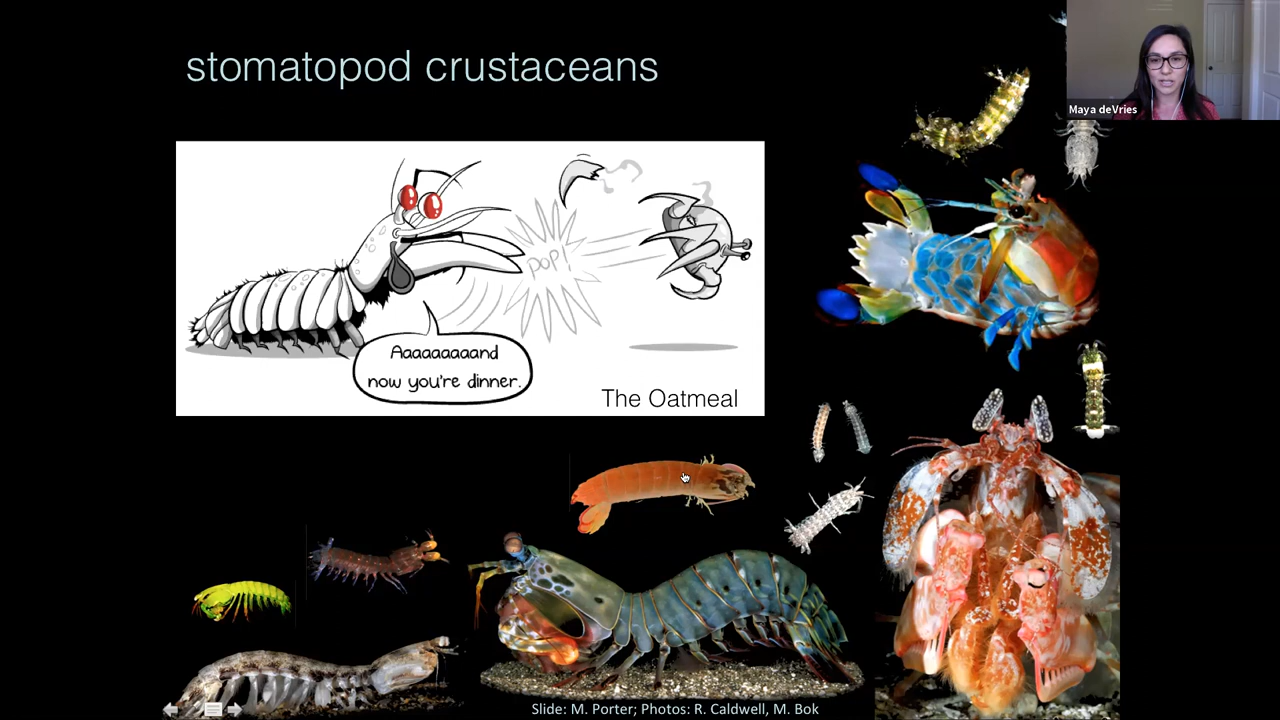 stomatopod crustaceans
Maya deVries
pop!
Aaaaaaaaand
now you're dinner.
The Oatmeal
Slide: M. Porter; Photos: R. Caldwell, M. Bok